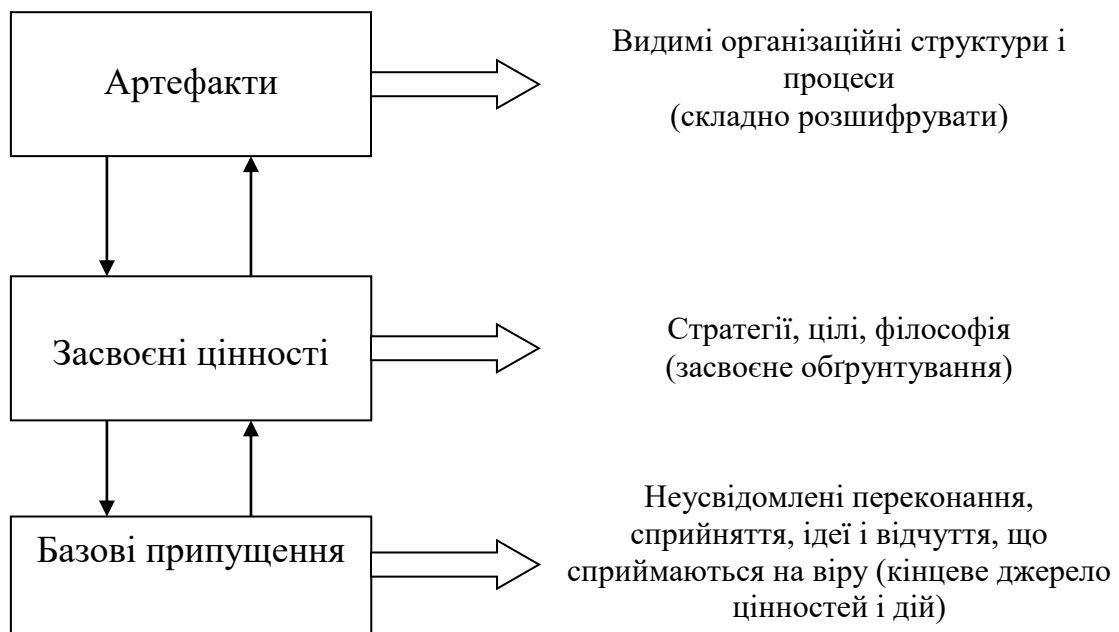 Артефакти
Видимі організаційні структури і
процеси
(складно розшифрувати)
Засвоєні цінності
Стратегії, цілі, філософія
(засвоєне обґрунтування)
Базові припущення
Неусвідомлені переконання,
сприйняття, ідеї і відчуття, що
сприймаються на віру (кінцеве джерело
цінностей і дій)